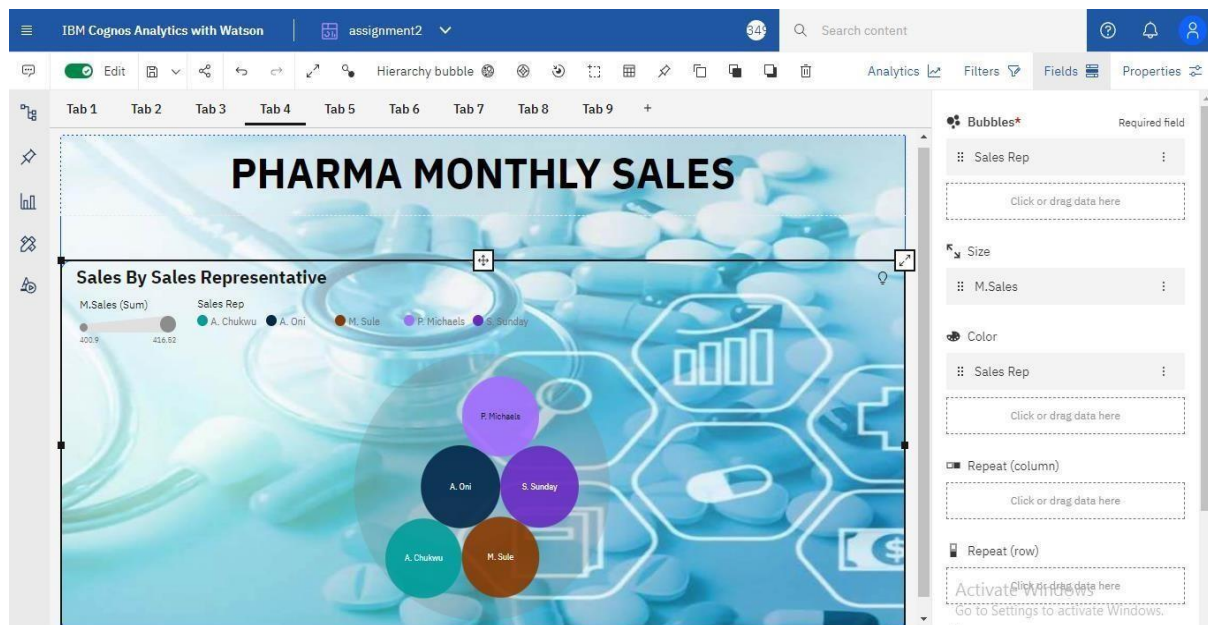 IBM Cognos Analytics with Watson
assignment2
349
Search content
Edit
Hierarchy bubble
Analytics
Filters
Fields
Properties
Tab 1 Tab 2 Tab 3 Tab 4 Tab 5 Tab 6 Tab 7 Tab 8 Tab 9 +
PHARMA MONTHLY SALES
Sales By Sales Representative
M.Sales (Sum)
400.9 416.52
Sales Rep
A. Chukwu A. Oni M. Sule P. Michaels S. Sunday
P. Michaels
A. Oni
S. Sunday
A. Chukwu
M. Sule
$
Bubbles* Required field
Sales Rep
Click or drag data here
Size
M.Sales
Color
Sales Rep
Click or drag data here
Repeat (column)
Click or drag data here
Repeat (row)
Click or drag data here
Activate Windows
Go to Settings to activate Windows.